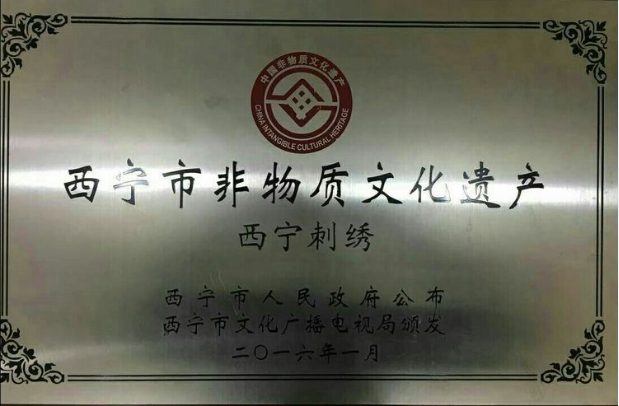 中国非物质文化遗产
CHINA INTANGIBLE CULTURAL HERITAGE
西宁市非物质文化遗产
西宁刺绣
西宁市人民政府公布
西宁市文化广播电视局颁发
二〇一六年一月